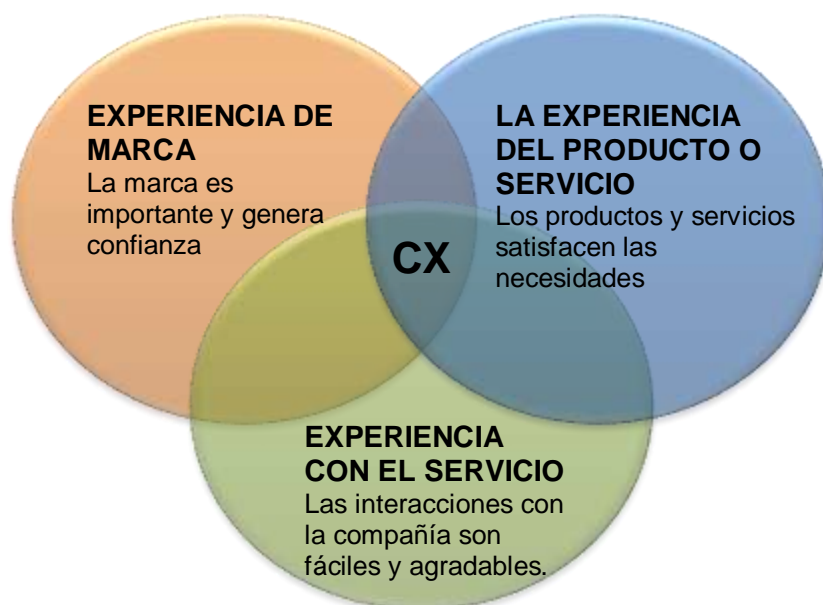 EXPERIENCIA DE
MARCA
La marca es
importante y genera
confianza
LA EXPERIENCIA
DEL PRODUCTO O
SERVICIO
Los productos y servicios
satisfacen las
necesidades
CX
EXPERIENCIA
CON EL SERVICIO
Las interacciones con
la compañía son
fáciles y agradables.